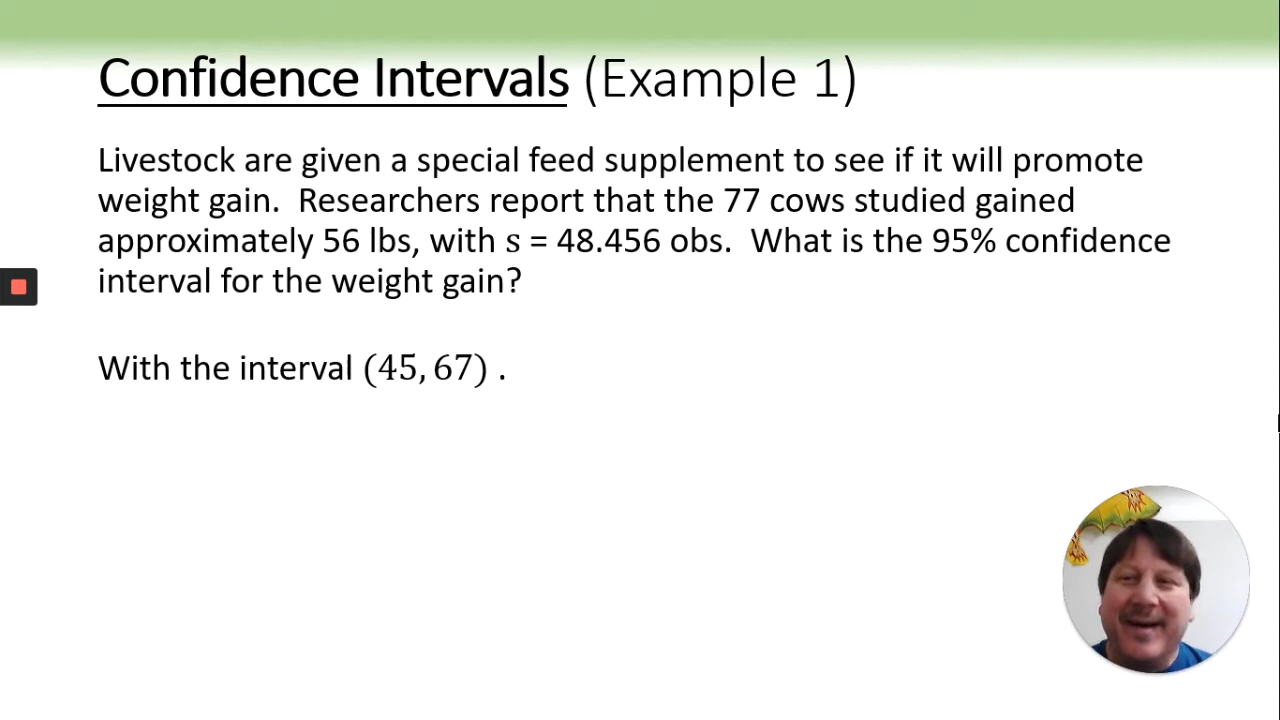 Confidence Intervals (Example 1)
Livestock are given a special feed supplement to see if it will promote
weight gain.  Researchers report that the 77 cows studied gained
approximately 56 lbs, with s = 48.456 obs.  What is the 95% confidence
interval for the weight gain?
With the interval (45, 67) .